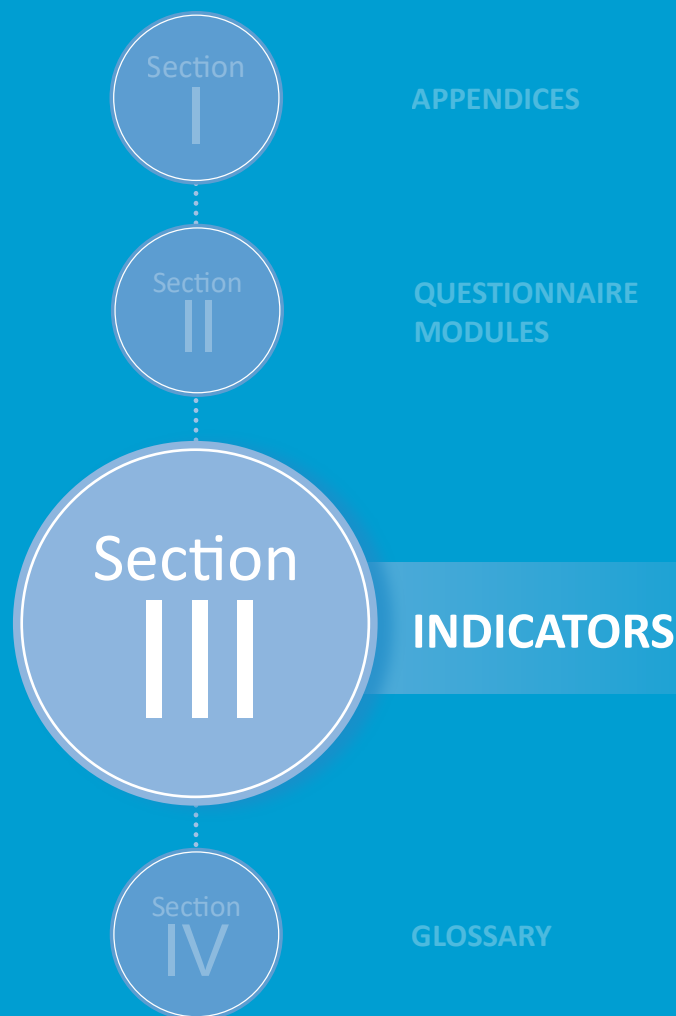 Section
I
APPENDICES
Section
II
QUESTIONNAIRE
MODULES
Section
III
INDICATORS
Section
IV
GLOSSARY